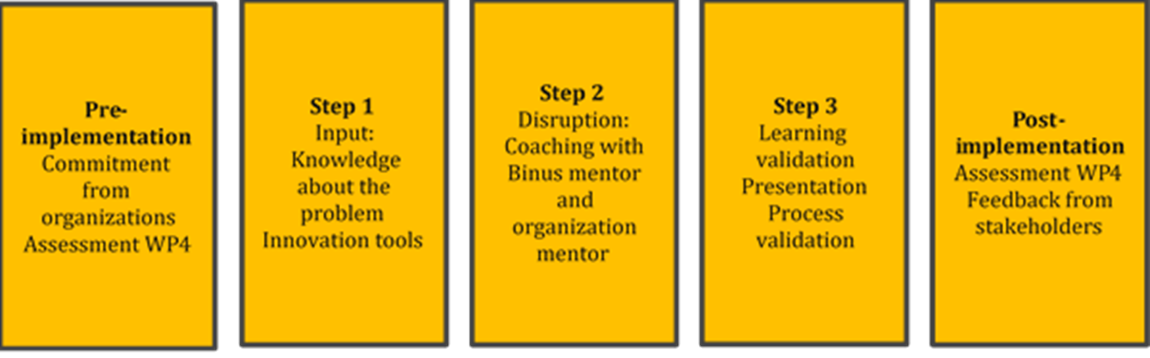 Pre-
implementation
Commitment
from
organizations
Assessment WP4
Step 1
Input:
Knowledge
about the
problem
Innovation tools
Step 2
Disruption:
Coaching with
Binus mentor
and
organization
mentor
Step 3
Learning
validation
Presentation
Process
validation
Post-
implementation
Assessment WP4
Feedback from
stakeholders